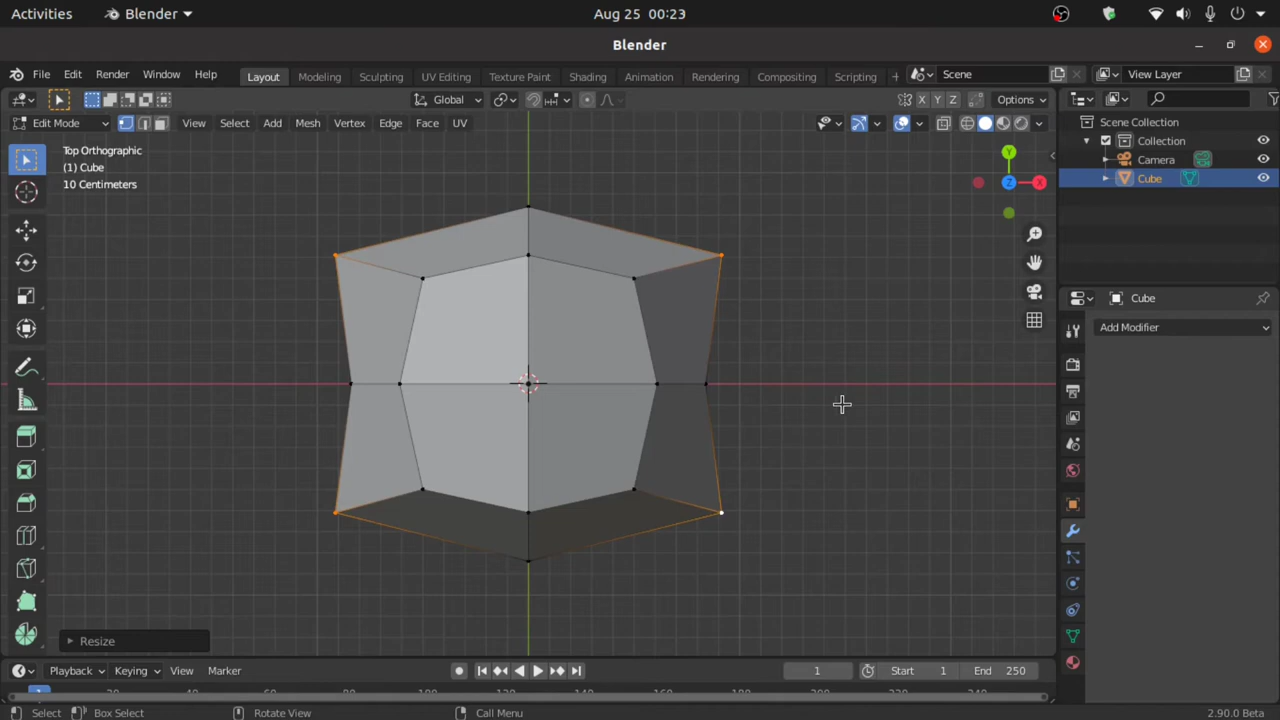 Activities Blender Aug 25 00:23
Blender
File Edit Render Window Help Layout Modeling Sculpting UV Editing Texture Paint Shading Animation Rendering Compositing Scripting + Scene View Layer
Global X Y Z Options
Edit Mode View Select Add Mesh Vertex Edge Face UV
Scene Collection
Collection
Camera
Cube
Top Orthographic
(1) Cube
10 Centimeters
Y
Z X
Cube
Add Modifier
Resize
Playback Keying View Marker 1 Start 1 End 250
1
Select Box Select Rotate View Call Menu 2.90.0 Beta